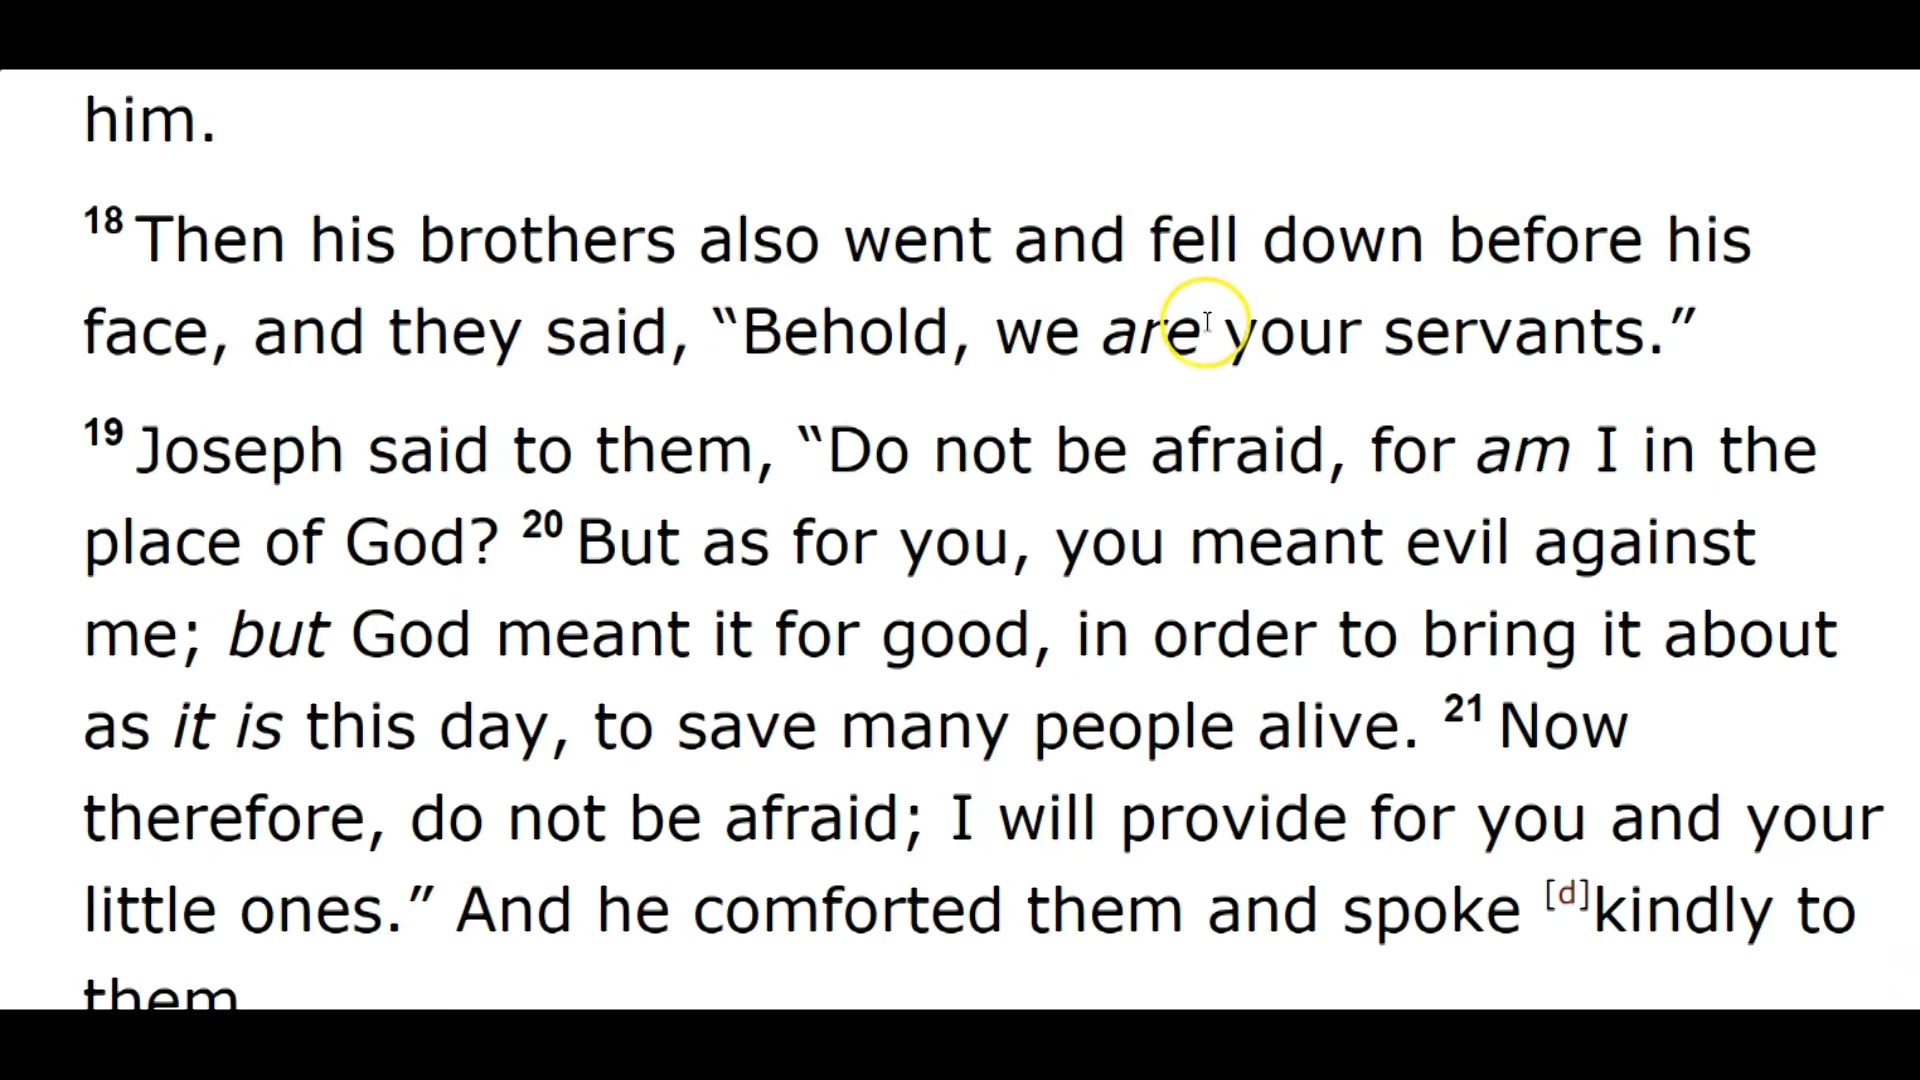 him.
18 Then his brothers also went and fell down before his
face, and they said, “Behold, we are your servants.”
19 Joseph said to them, “Do not be afraid, for am I in the
place of God? 20 But as for you, you meant evil against
me; but God meant it for good, in order to bring it about
as it is this day, to save many people alive. 21 Now
therefore, do not be afraid; I will provide for you and your
little ones.” And he comforted them and spoke [d]kindly to
them